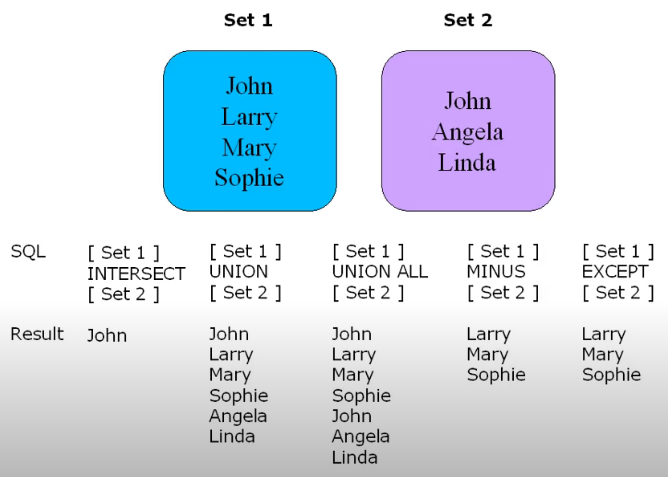 Set 1 Set 2
John
Larry
Mary
Sophie
John
Angela
Linda
SQL [ Set 1 ] [ Set 1 ] [ Set 1 ] [ Set 1 ] [ Set 1 ]
INTERSECT UNION UNION ALL MINUS EXCEPT
[ Set 2 ] [ Set 2 ] [ Set 2 ] [ Set 2 ] [ Set 2 ]
Result John John John Larry Larry
Larry Larry Mary Mary
Mary Mary Sophie Sophie
Sophie Sophie
Angela John
Linda Angela
Linda